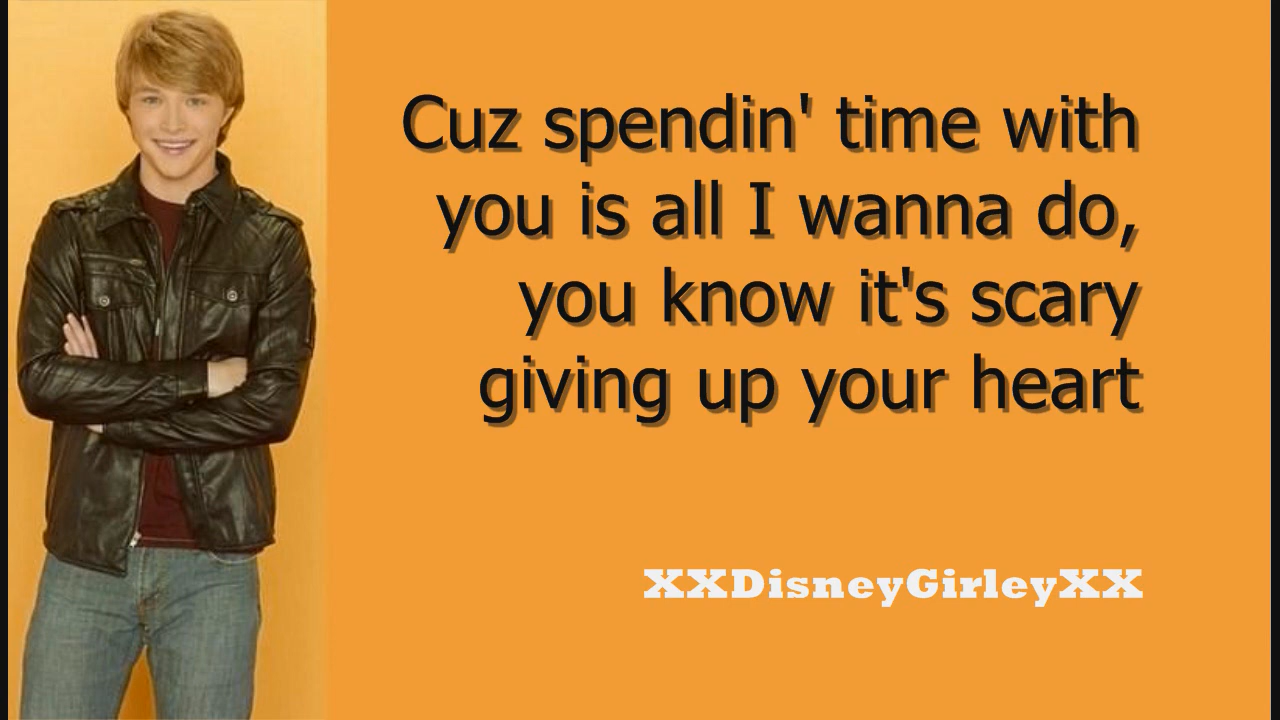 Cuz spendin' time with
you is all I wanna do,
you know it's scary
giving up your heart
XXDisneyGirleyXX